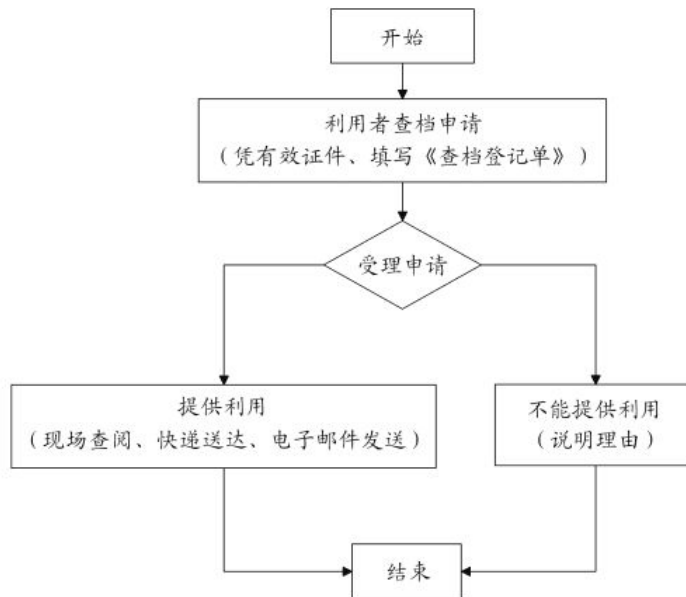 开始
利用者查档申请
（凭有效证件、填写《查档登记单》）
受理申请
提供利用
（现场查阅、快递送达、电子邮件发送）
不能提供利用
（说明理由）
结束